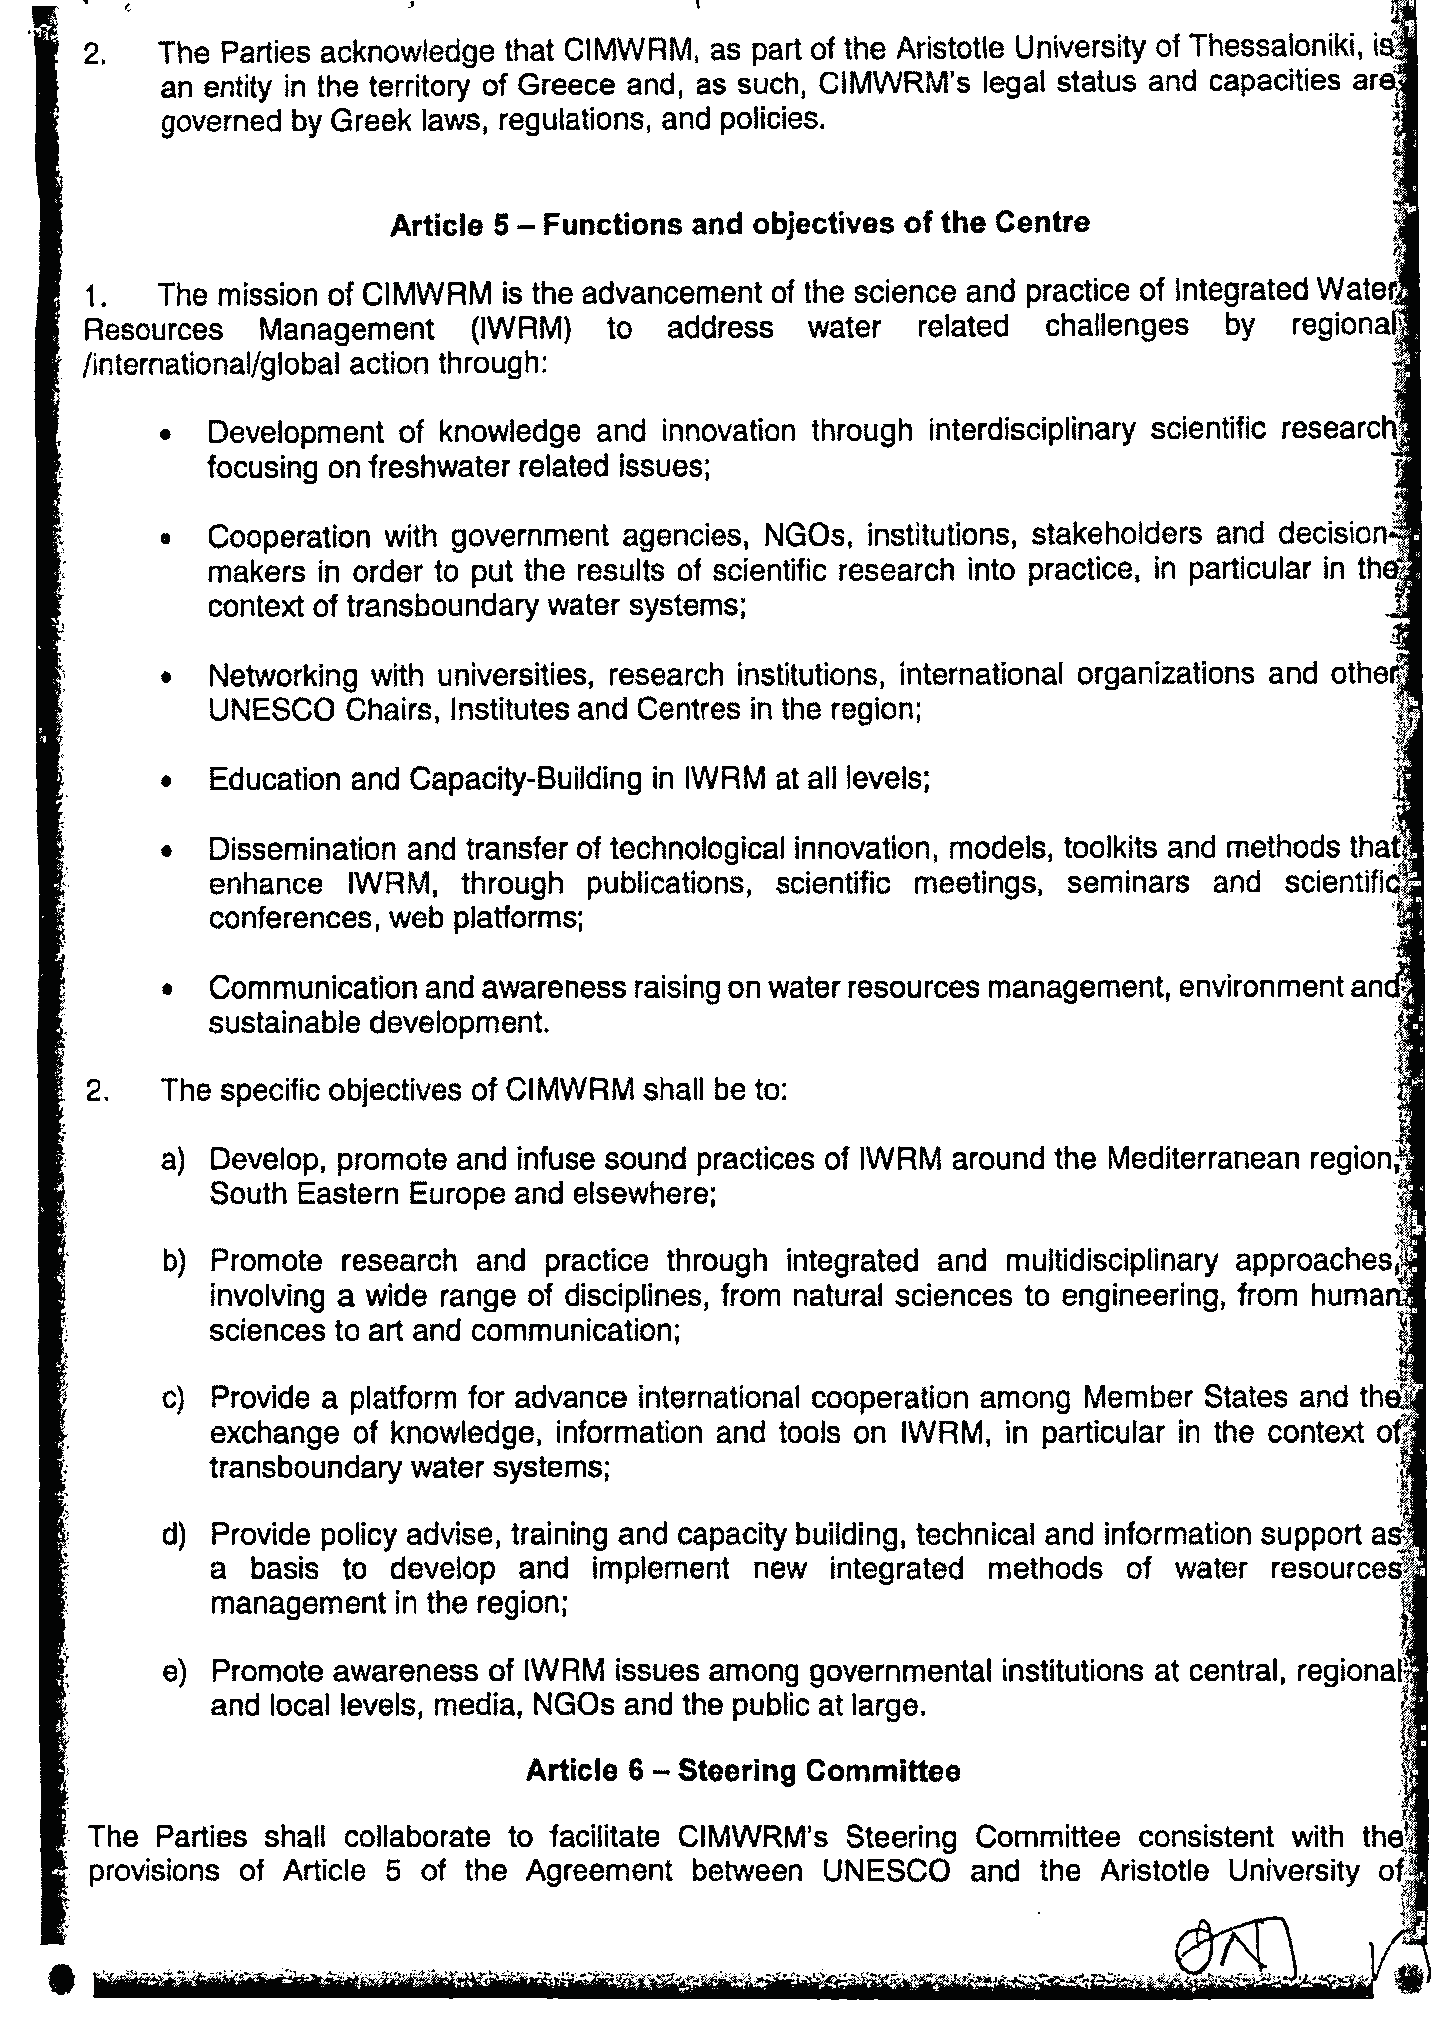 2. The Parties acknowledge that CIMWRM, as part of the Aristotle University of Thessaloniki, is
an entity in the territory of Greece and, as such, CIMWRM's legal status and capacities are
governed by Greek laws, regulations, and policies.
Article 5 – Functions and objectives of the Centre
1. The mission of CIMWRM is the advancement of the science and practice of Integrated Water
Resources Management (IWRM) to address water related challenges by regional
/international/global action through:
• Development of knowledge and innovation through interdisciplinary scientific research
focusing on freshwater related issues;
• Cooperation with government agencies, NGOs, institutions, stakeholders and decision-
makers in order to put the results of scientific research into practice, in particular in the
context of transboundary water systems;
• Networking with universities, research institutions, international organizations and other
UNESCO Chairs, Institutes and Centres in the region;
• Education and Capacity-Building in IWRM at all levels;
• Dissemination and transfer of technological innovation, models, toolkits and methods that
enhance IWRM, through publications, scientific meetings, seminars and scientific
conferences, web platforms;
• Communication and awareness raising on water resources management, environment and
sustainable development.
2. The specific objectives of CIMWRM shall be to:
a) Develop, promote and infuse sound practices of IWRM around the Mediterranean region,
South Eastern Europe and elsewhere;
b) Promote research and practice through integrated and multidisciplinary approaches,
involving a wide range of disciplines, from natural sciences to engineering, from human
sciences to art and communication;
c) Provide a platform for advance international cooperation among Member States and the
exchange of knowledge, information and tools on IWRM, in particular in the context of
transboundary water systems;
d) Provide policy advise, training and capacity building, technical and information support as
a basis to develop and implement new integrated methods of water resources
management in the region;
e) Promote awareness of IWRM issues among governmental institutions at central, regional
and local levels, media, NGOs and the public at large.
Article 6 – Steering Committee
The Parties shall collaborate to facilitate CIMWRM's Steering Committee consistent with the
provisions of Article 5 of the Agreement between UNESCO and the Aristotle University of